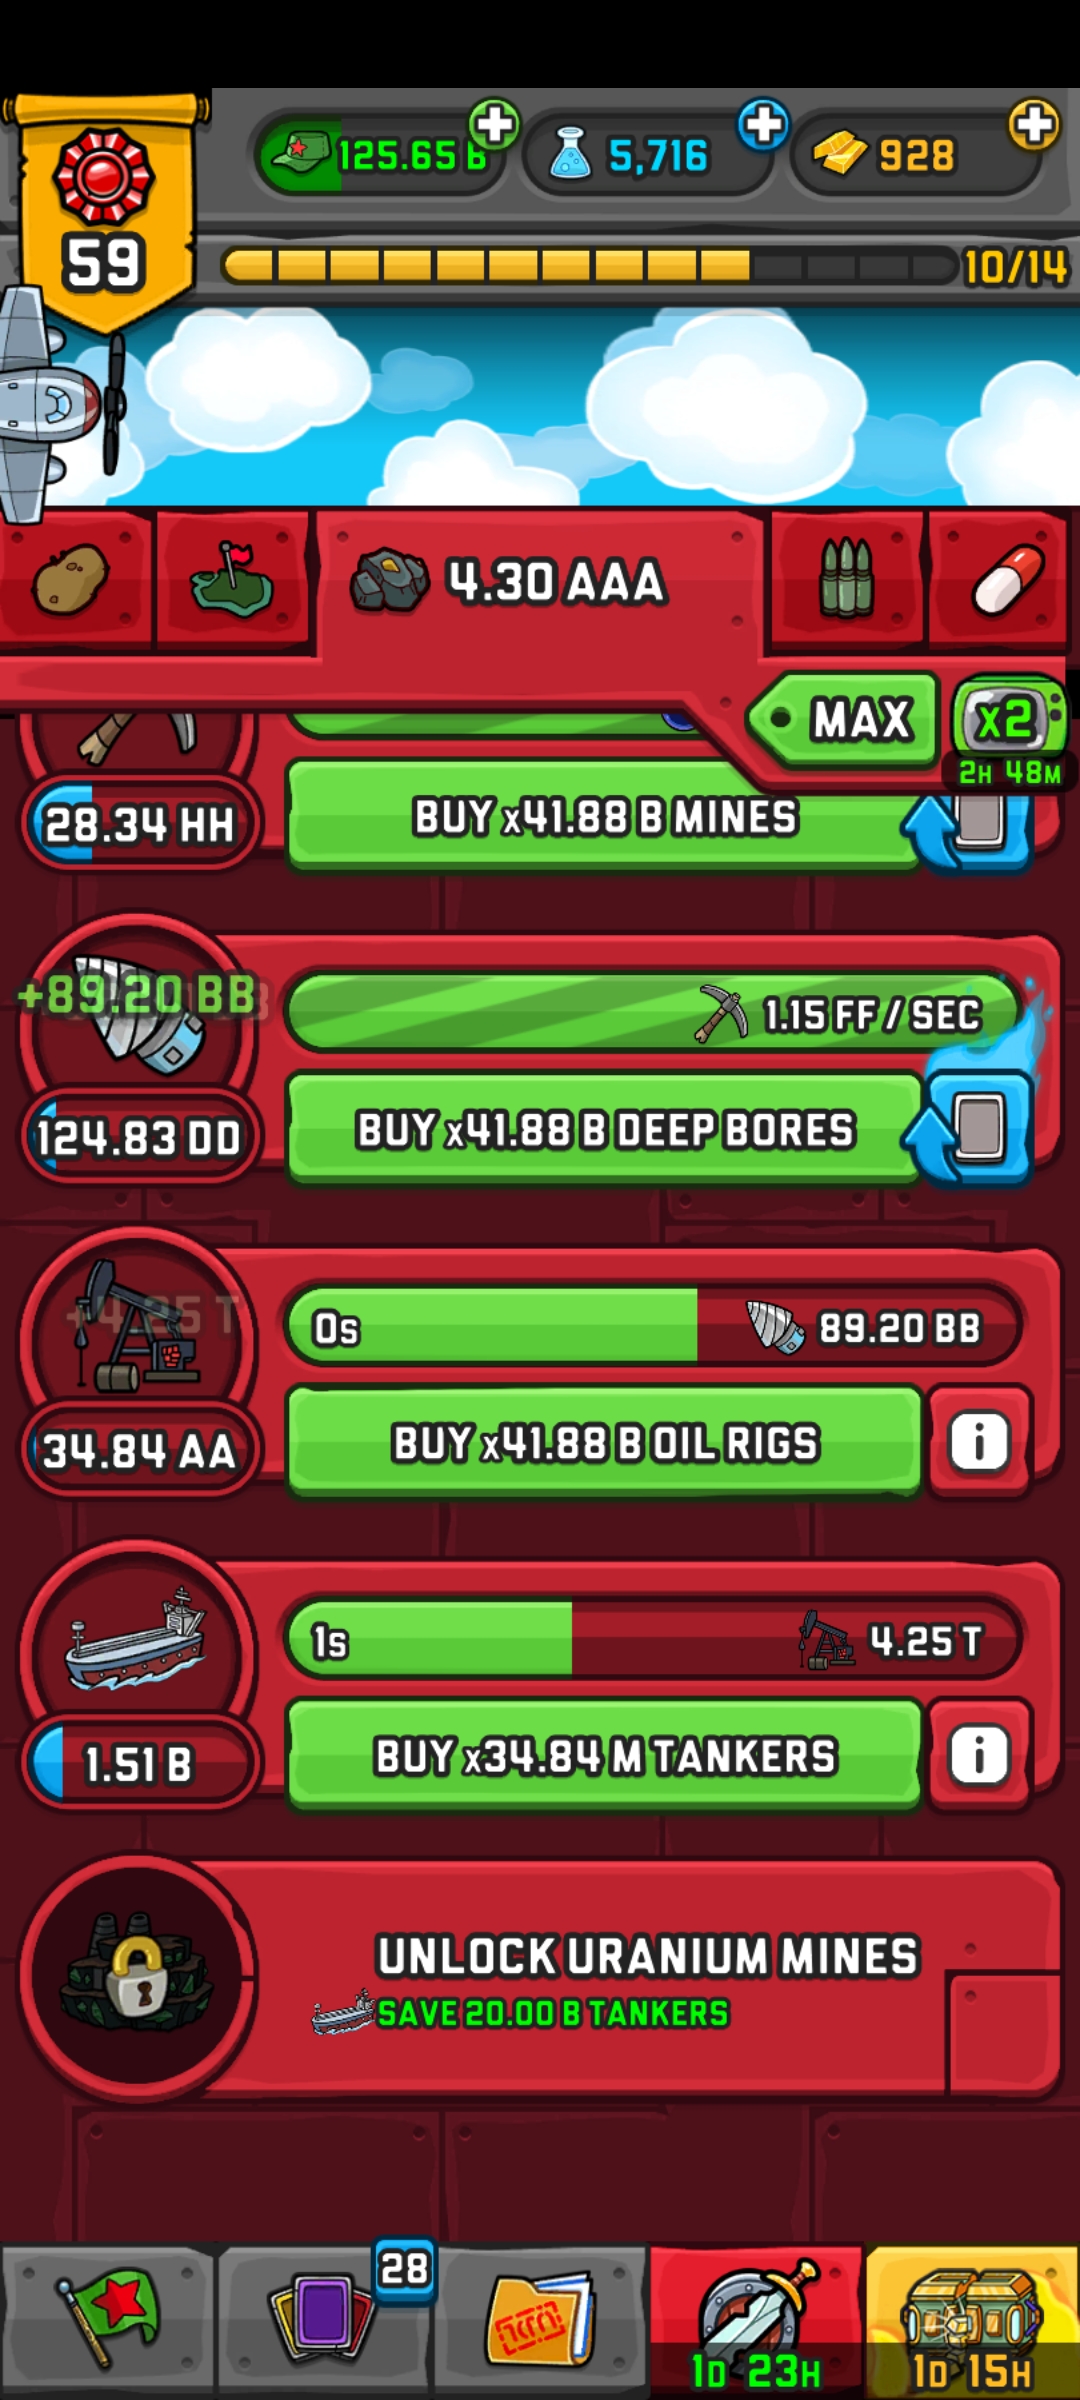 125.65 B
5,716
928
59
10/14
4.30 AAA
MAX
x2
2H 48M
28.34 HH
BUY x41.88 B MINES
+89.20 BB
1.15 FF / SEC
124.83 DD
BUY x41.88 B DEEP BORES
+4.25 T
0s
89.20 BB
34.84 AA
BUY x41.88 B OIL RIGS
i
1s
4.25 T
1.51 B
BUY x34.84 M TANKERS
i
UNLOCK URANIUM MINES
SAVE 20.00 B TANKERS
28
1D 23H
1D 15H